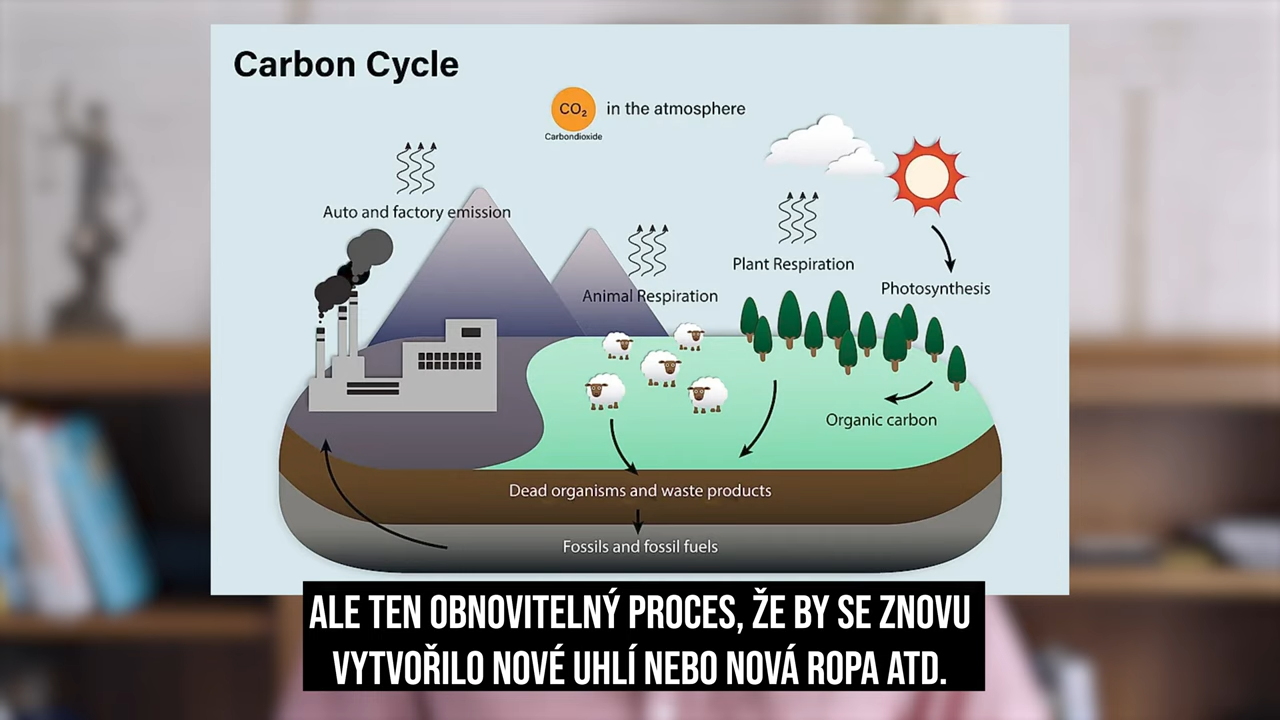 Carbon Cycle
CO₂ in the atmosphere
Carbondioxide
Auto and factory emission
Plant Respiration
Photosynthesis
Animal Respiration
Organic carbon
Dead organisms and waste products
Fossils and fossil fuels
ALE TEN OBNOVITELNÝ PROCES, ŽE BY SE ZNOVU
VYTVOŘILO NOVÉ UHLÍ NEBO NOVÁ ROPA ATD.